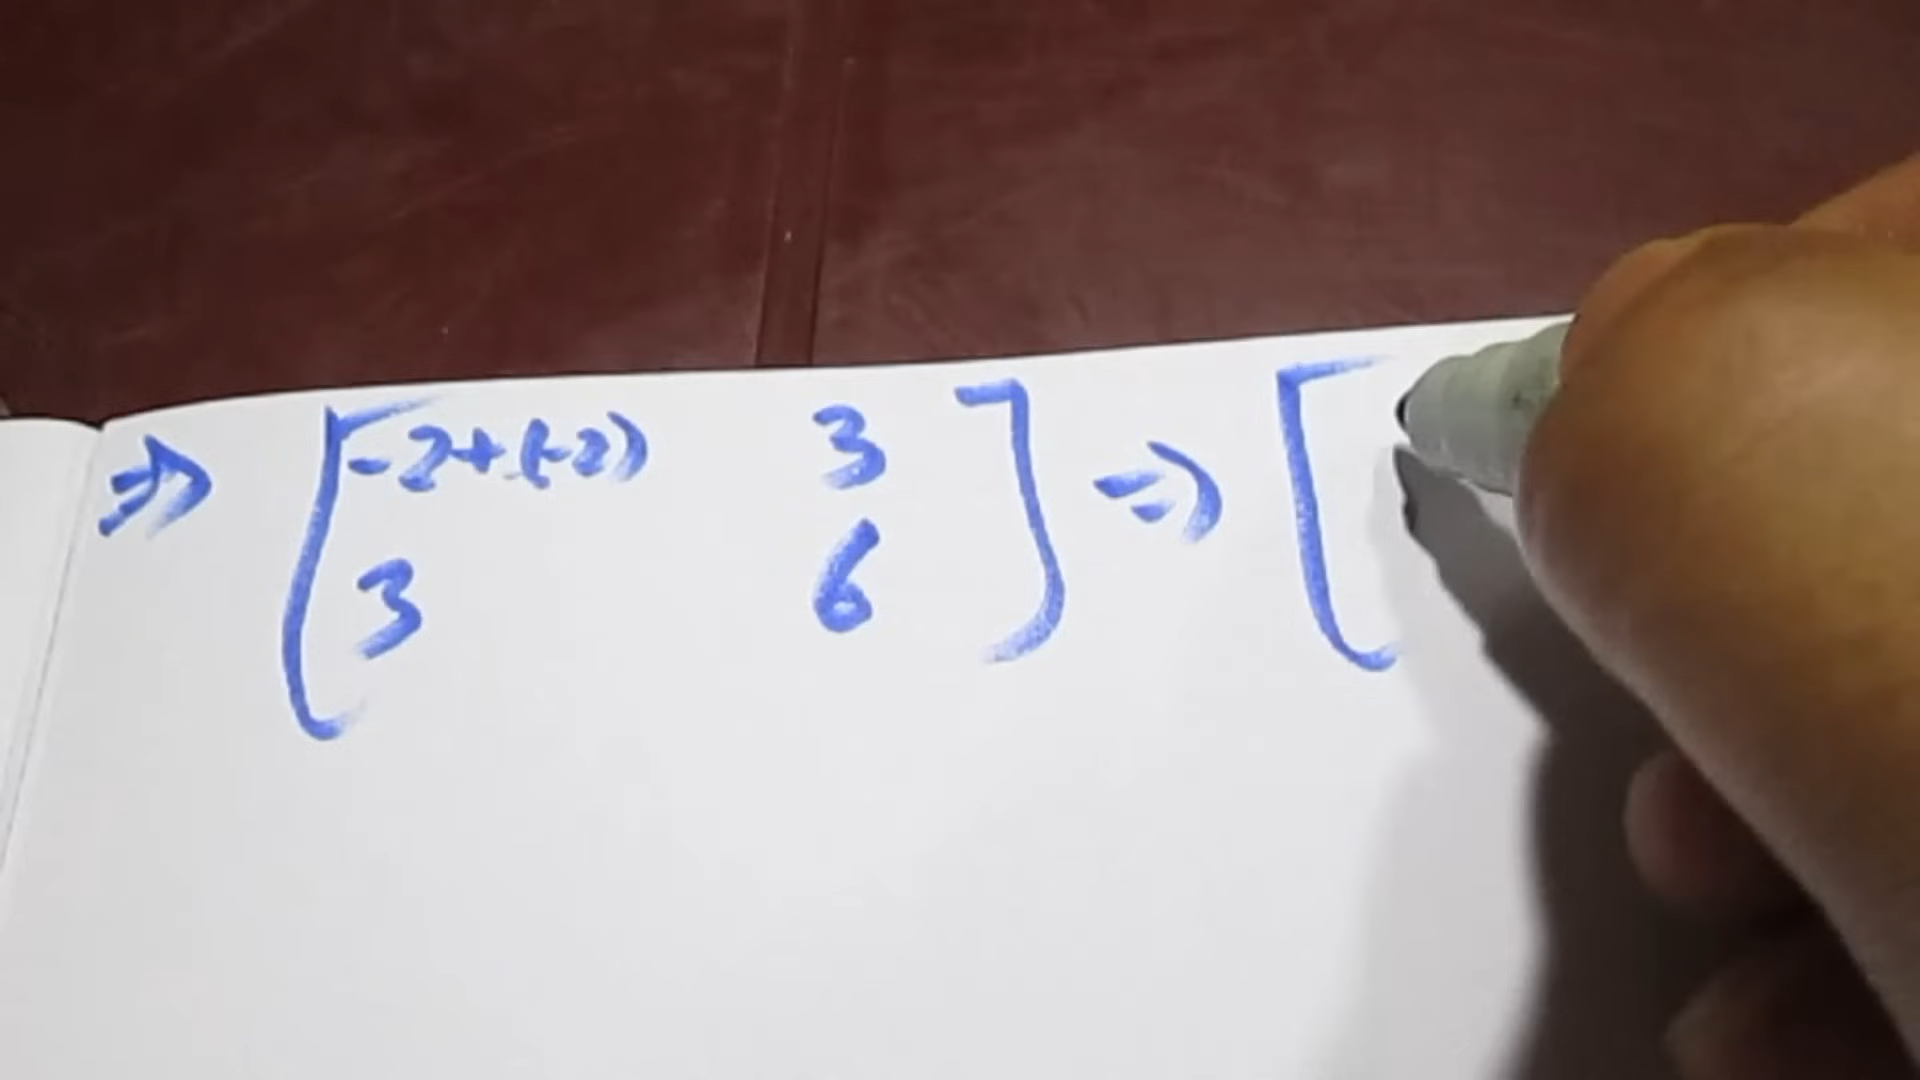 ⇒ [ -2+(-2) 3 ] ⇒ [
3 6